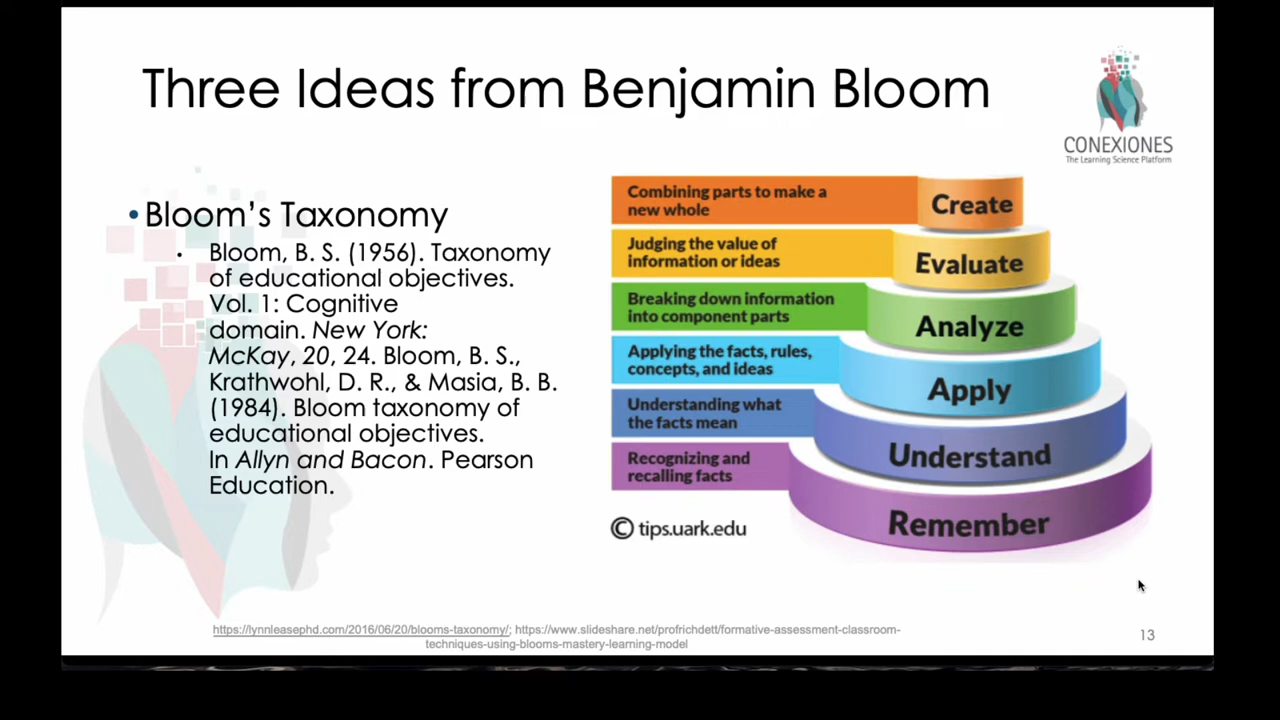 Three Ideas from Benjamin Bloom
CONEXIONES
The Learning Science Platform
•Bloom's Taxonomy
• Bloom, B. S. (1956). Taxonomy
of educational objectives.
Vol. 1: Cognitive
domain. New York:
McKay, 20, 24. Bloom, B. S.,
Krathwohl, D. R., & Masia, B. B.
(1984). Bloom taxonomy of
educational objectives.
In Allyn and Bacon. Pearson
Education.
Combining parts to make a
new whole
Create
Judging the value of
information or ideas
Evaluate
Breaking down information
into component parts
Analyze
Applying the facts, rules,
concepts, and ideas
Apply
Understanding what
the facts mean
Understand
Recognizing and
recalling facts
Remember
© tips.uark.edu
https://lynnleasephd.com/2016/06/20/blooms-taxonomy/; https://www.slideshare.net/profrichdett/formative-assessment-classroom-
techniques-using-blooms-mastery-learning-model
13